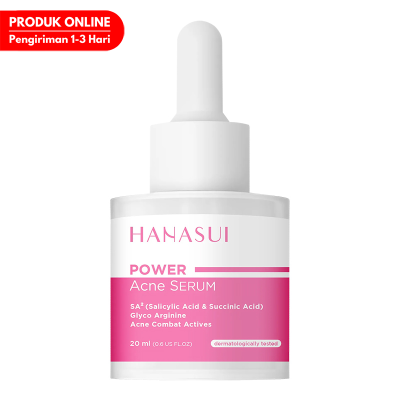 PRODUK ONLINE
Pengiriman 1-3 Hari
HANASUI
POWER
Acne SERUM
SA² (Salicylic Acid & Succinic Acid)
Glyco Arginine
Acne Combat Actives
20 ml (0.6 US FL.OZ)
dermatologically tested